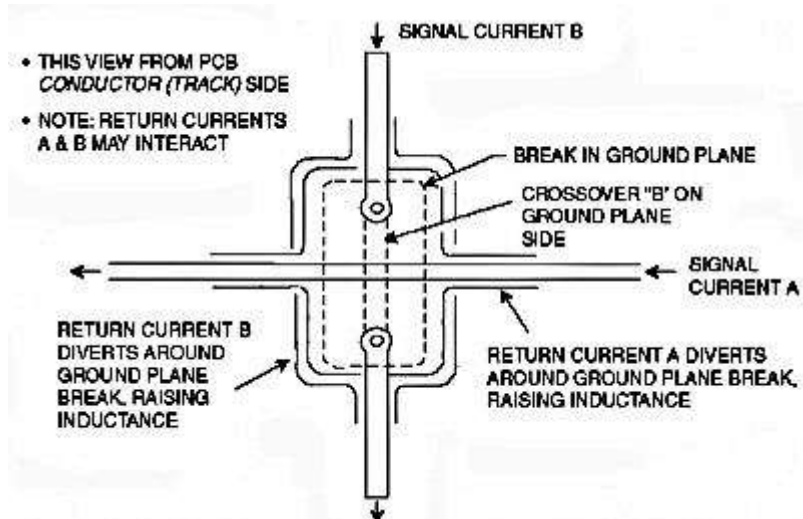 SIGNAL CURRENT B
• THIS VIEW FROM PCB
CONDUCTOR (TRACK) SIDE
• NOTE: RETURN CURRENTS
A & B MAY INTERACT
BREAK IN GROUND PLANE
CROSSOVER "B" ON
GROUND PLANE
SIDE
SIGNAL
CURRENT A
RETURN CURRENT B
DIVERTS AROUND
GROUND PLANE
BREAK, RAISING
INDUCTANCE
RETURN CURRENT A DIVERTS
AROUND GROUND PLANE BREAK,
RAISING INDUCTANCE